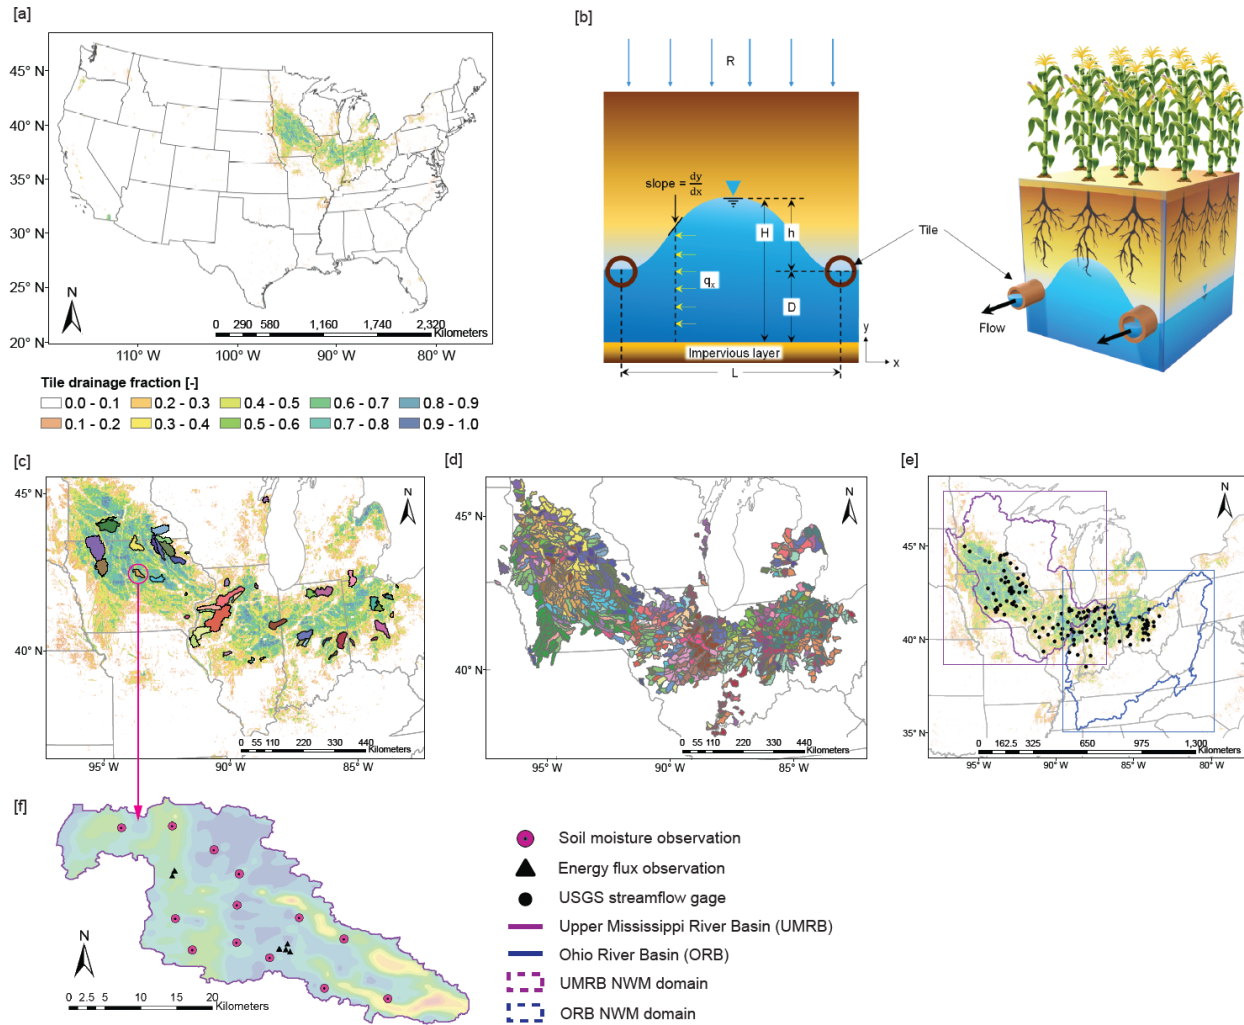 [a]
45° N
40° N
35° N
30° N
25° N
20° N
N
0 290 580 1,160 1,740 2,320
Kilometers
110° W 100° W 90° W 80° W
Tile drainage fraction [-]
0.0 - 0.1 0.2 - 0.3 0.4 - 0.5 0.6 - 0.7 0.8 - 0.9
0.1 - 0.2 0.3 - 0.4 0.5 - 0.6 0.7 - 0.8 0.9 - 1.0
[b]
R
slope = dy/dx
H
h
qx
D
Impervious layer
L
y
x
Tile
Flow
[c]
45° N
40° N
N
0 55 110 220 330 440
Kilometers
95° W 90° W 85° W
[d]
45° N
40° N
N
0 55 110 220 330 440
Kilometers
95° W 90° W 85° W
[e]
45° N
40° N
35° N
N
0 162.5 325 650 975 1,300
Kilometers
95° W 90° W 85° W 80° W
[f]
N
0 2.5 5 10 15 20
Kilometers
Soil moisture observation
Energy flux observation
USGS streamflow gage
Upper Mississippi River Basin (UMRB)
Ohio River Basin (ORB)
UMRB NWM domain
ORB NWM domain